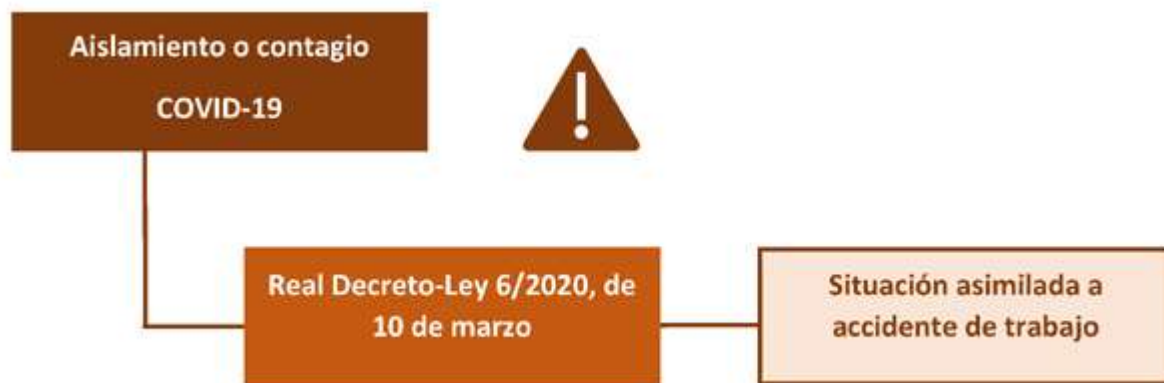 Aislamiento o contagio
COVID-19
Real Decreto-Ley 6/2020, de
10 de marzo
Situación asimilada a
accidente de trabajo